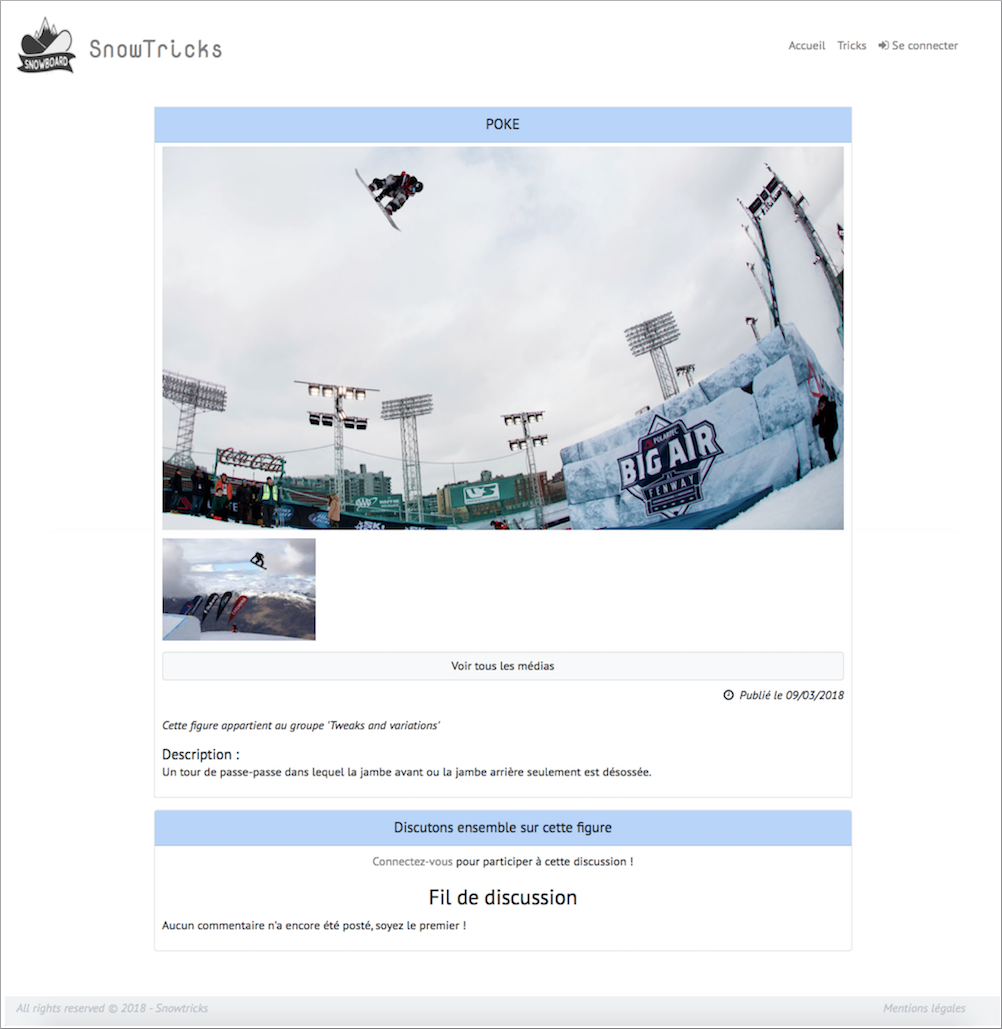 SNOWBOARD
SnowTricks
Accueil Tricks Se connecter
POKE
Coca-Cola
POLARTEC
BIG AIR
FENWAY
Voir tous les médias
Publié le 09/03/2018
Cette figure appartient au groupe 'Tweaks and variations'
Description :
Un tour de passe-passe dans lequel la jambe avant ou la jambe arrière seulement est désossée.
Discutons ensemble sur cette figure
Connectez-vous pour participer à cette discussion !
Fil de discussion
Aucun commentaire n'a encore été posté, soyez le premier !
All rights reserved © 2018 - Snowtricks
Mentions légales